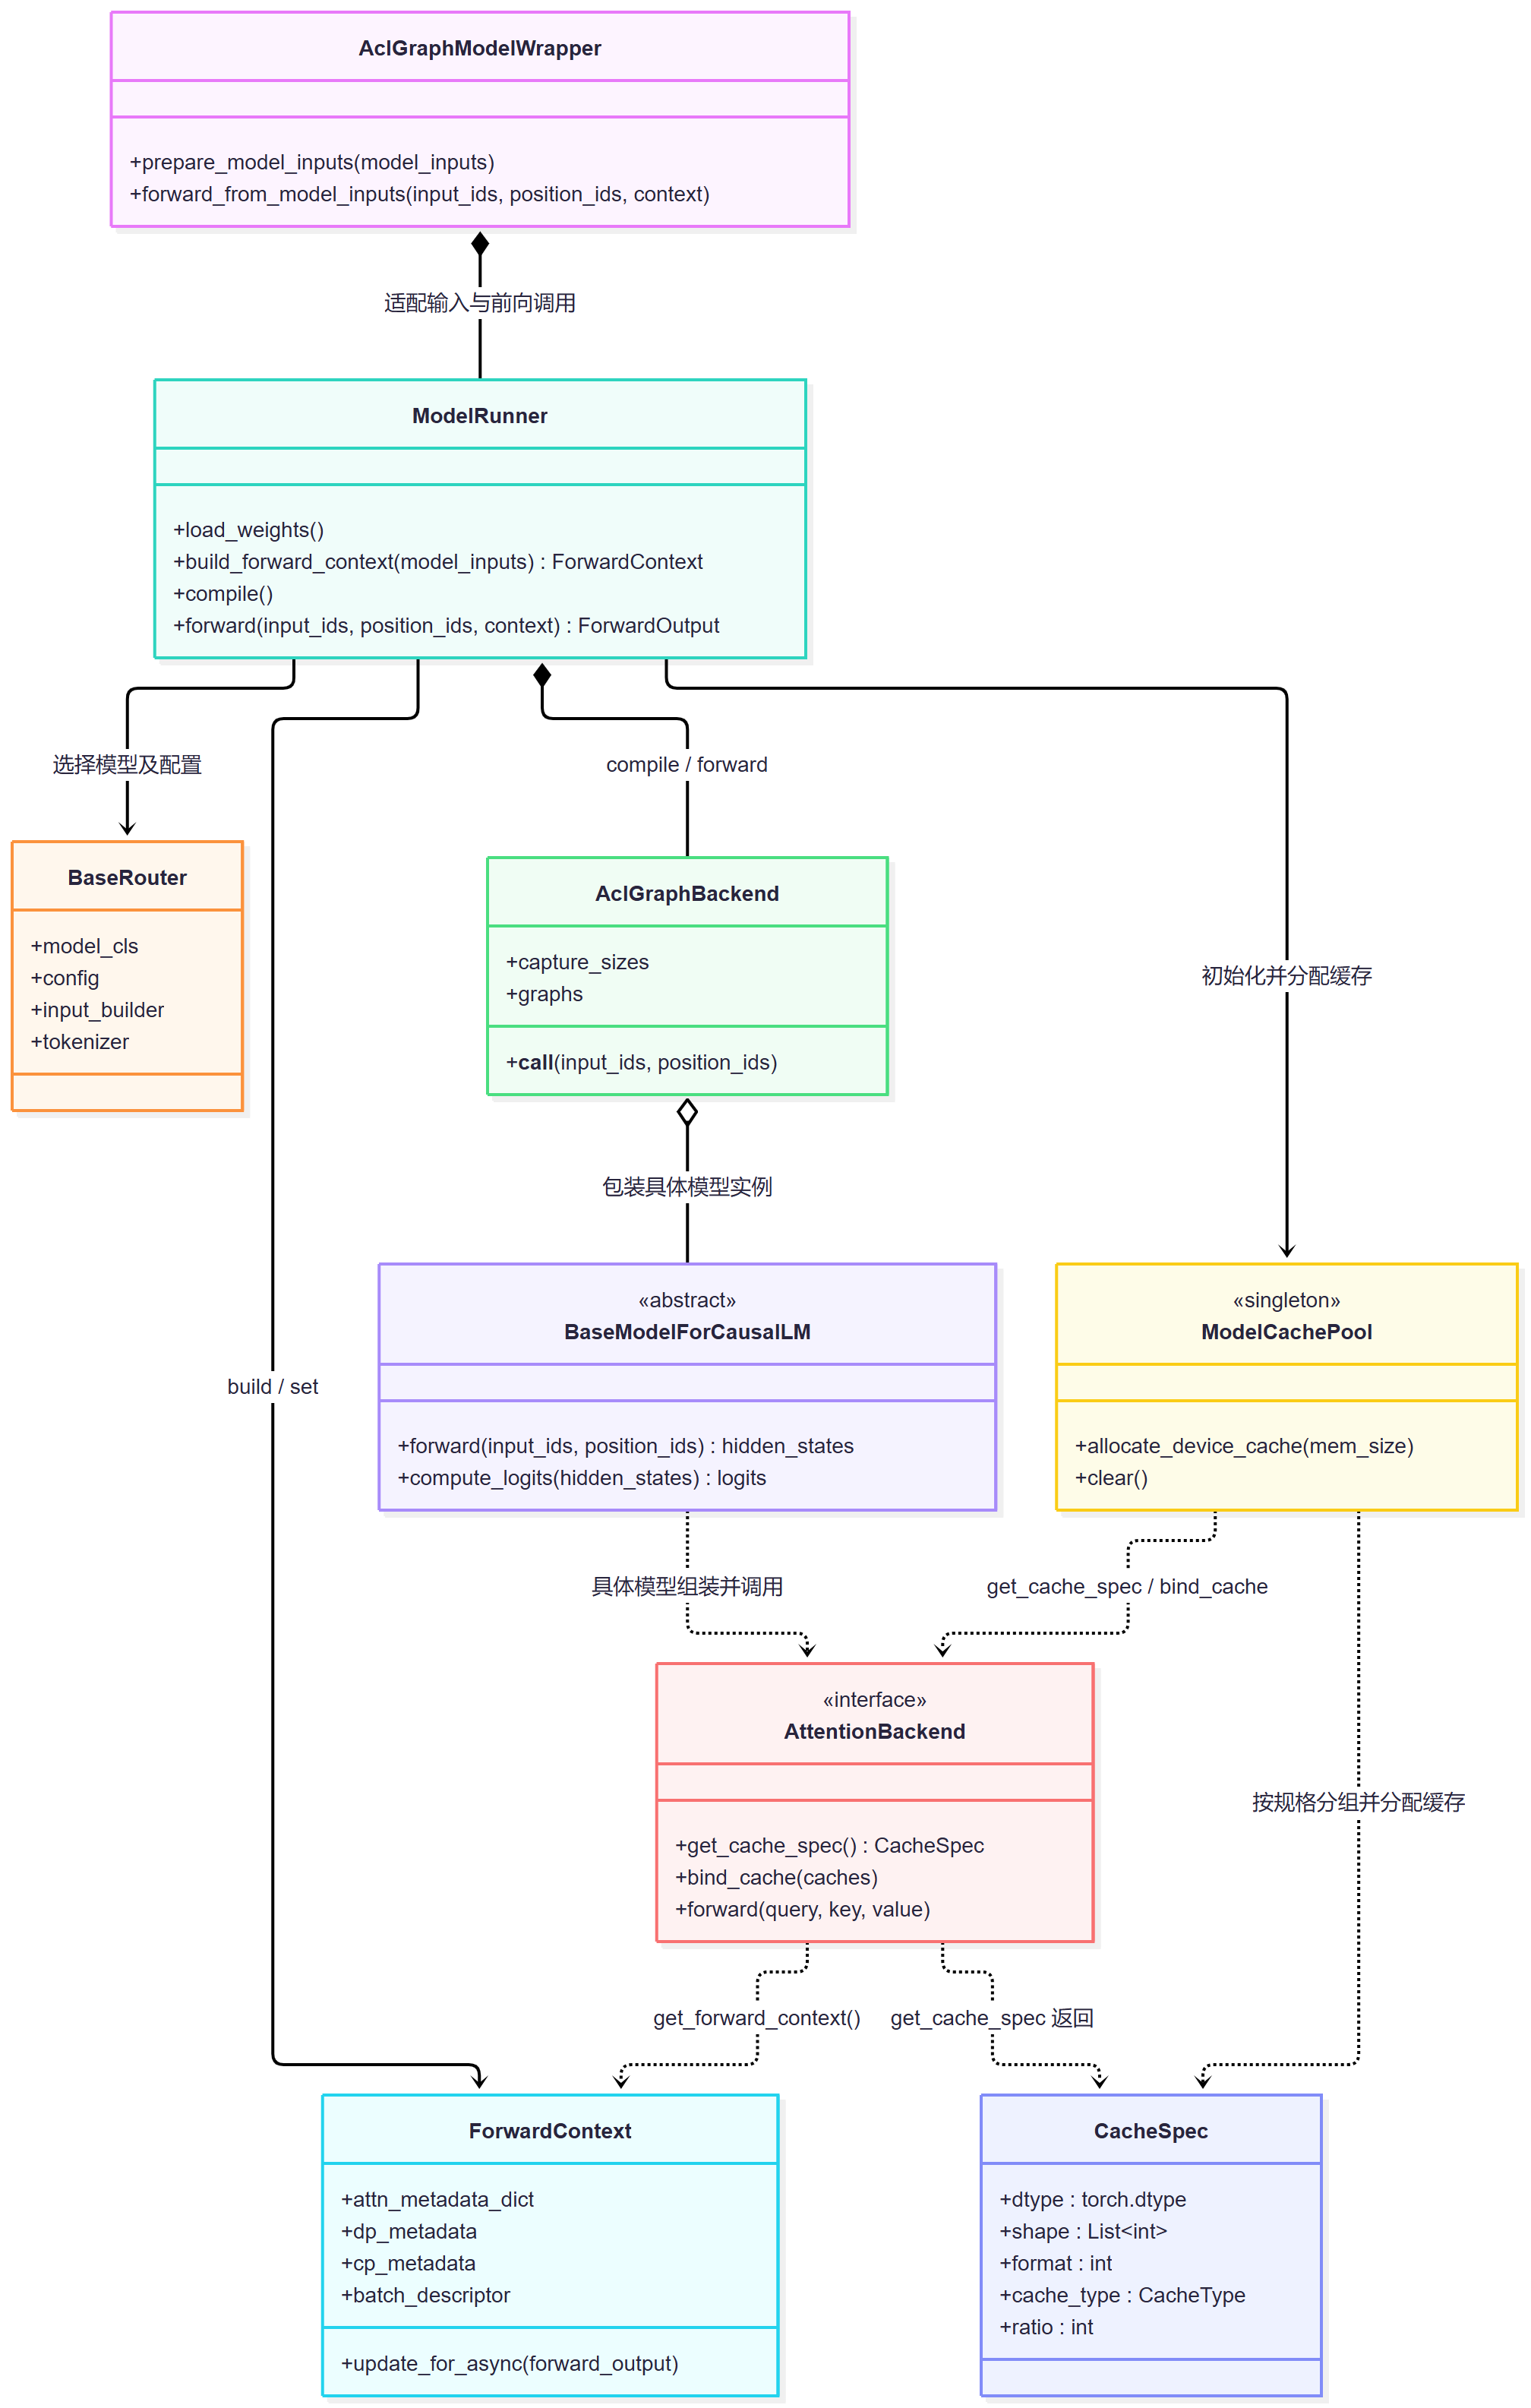 AclGraphModelWrapper
+prepare_model_inputs(model_inputs)
+forward_from_model_inputs(input_ids, position_ids, context)
适配输入与前向调用
ModelRunner
+load_weights()
+build_forward_context(model_inputs) : ForwardContext
+compile()
+forward(input_ids, position_ids, context) : ForwardOutput
选择模型及配置
compile / forward
BaseRouter
+model_cls
+config
+input_builder
+tokenizer
AclGraphBackend
+capture_sizes
+graphs
+call(input_ids, position_ids)
初始化并分配缓存
包装具体模型实例
build / set
«abstract»
BaseModelForCausalLM
+forward(input_ids, position_ids) : hidden_states
+compute_logits(hidden_states) : logits
«singleton»
ModelCachePool
+allocate_device_cache(mem_size)
+clear()
具体模型组装并调用
get_cache_spec / bind_cache
«interface»
AttentionBackend
+get_cache_spec() : CacheSpec
+bind_cache(caches)
+forward(query, key, value)
按规格分组并分配缓存
get_forward_context()
get_cache_spec 返回
ForwardContext
+attn_metadata_dict
+dp_metadata
+cp_metadata
+batch_descriptor
+update_for_async(forward_output)
CacheSpec
+dtype : torch.dtype
+shape : List<int>
+format : int
+cache_type : CacheType
+ratio : int